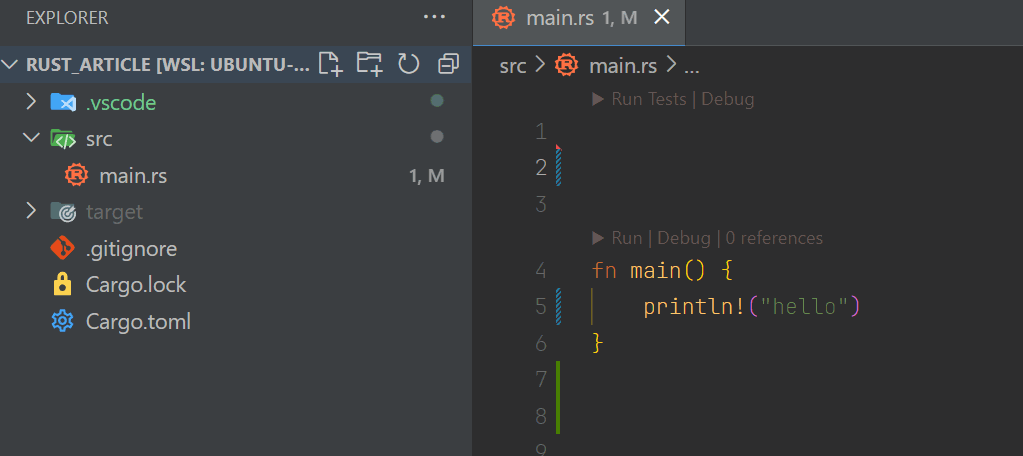 EXPLORER
RUST_ARTICLE [WSL: UBUNTU-...
.vscode
src
main.rs 1, M
target
.gitignore
Cargo.lock
Cargo.toml
main.rs 1, M
src > main.rs > ...
Run Tests | Debug
1
2
3
Run | Debug | 0 references
4 fn main() {
5 println!("hello")
6 }
7
8
9